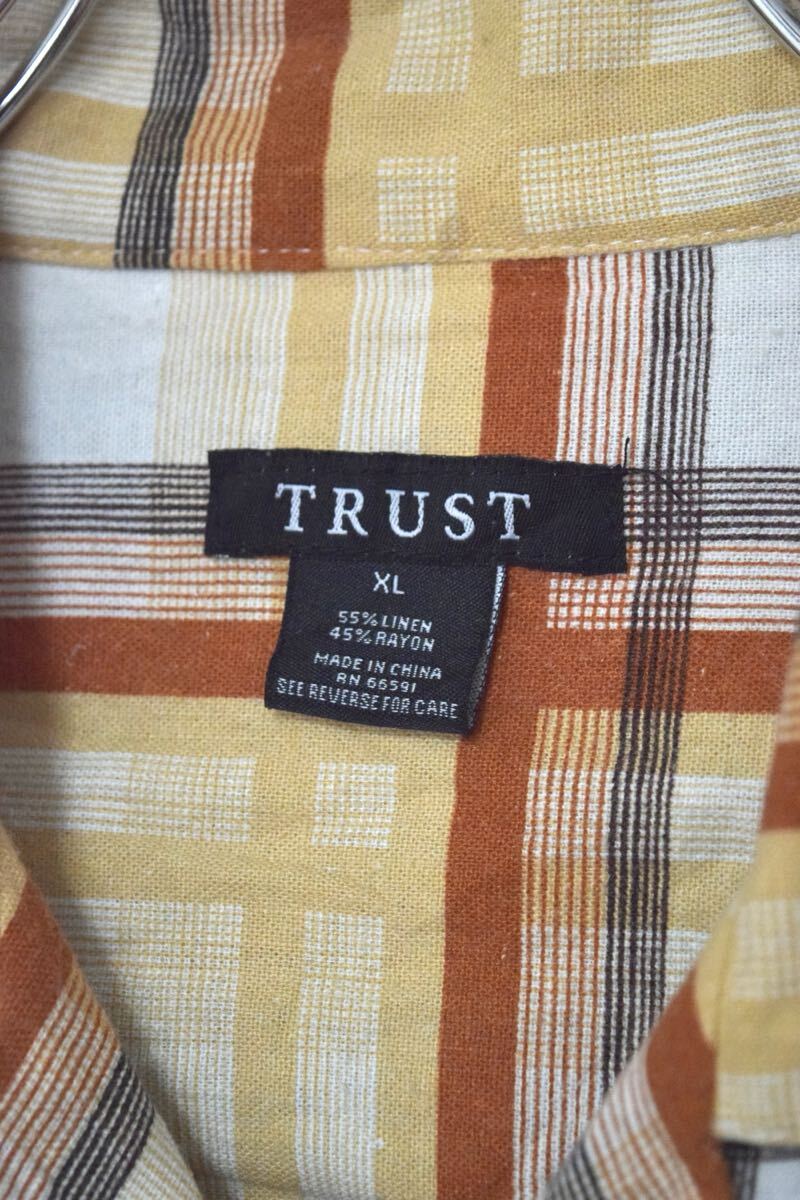 TRUST
XL
55% LINEN
45% RAYON
MADE IN CHINA
RN 66591
SEE REVERSE FOR CARE